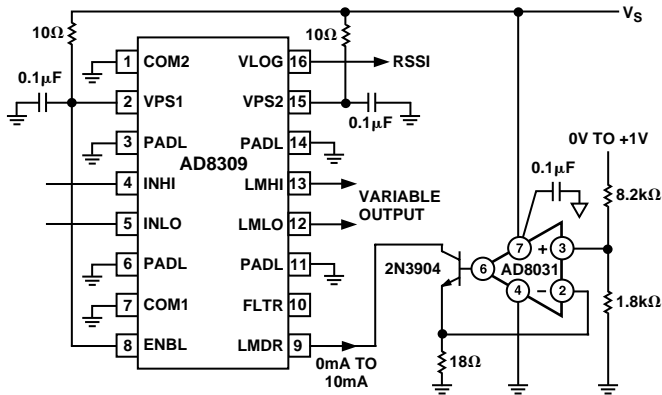 V_S
10Ω
10Ω
0.1μF
1 COM2
VLOG 16
RSSI
2 VPS1
VPS2 15
0.1μF
3 PADL
PADL 14
AD8309
4 INHI
LMHI 13
VARIABLE
OUTPUT
5 INLO
LMLO 12
6 PADL
PADL 11
7 COM1
FLTR 10
8 ENBL
LMDR 9
0mA TO
10mA
2N3904
18Ω
0.1μF
7
+ 3
6
AD8031
4
– 2
0V TO +1V
8.2kΩ
1.8kΩ